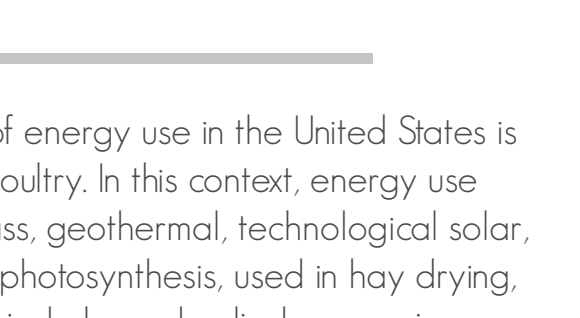 of energy use in the United States is
oultry. In this context, energy use
ss, geothermal, technological solar,
photosynthesis, used in hay drying,